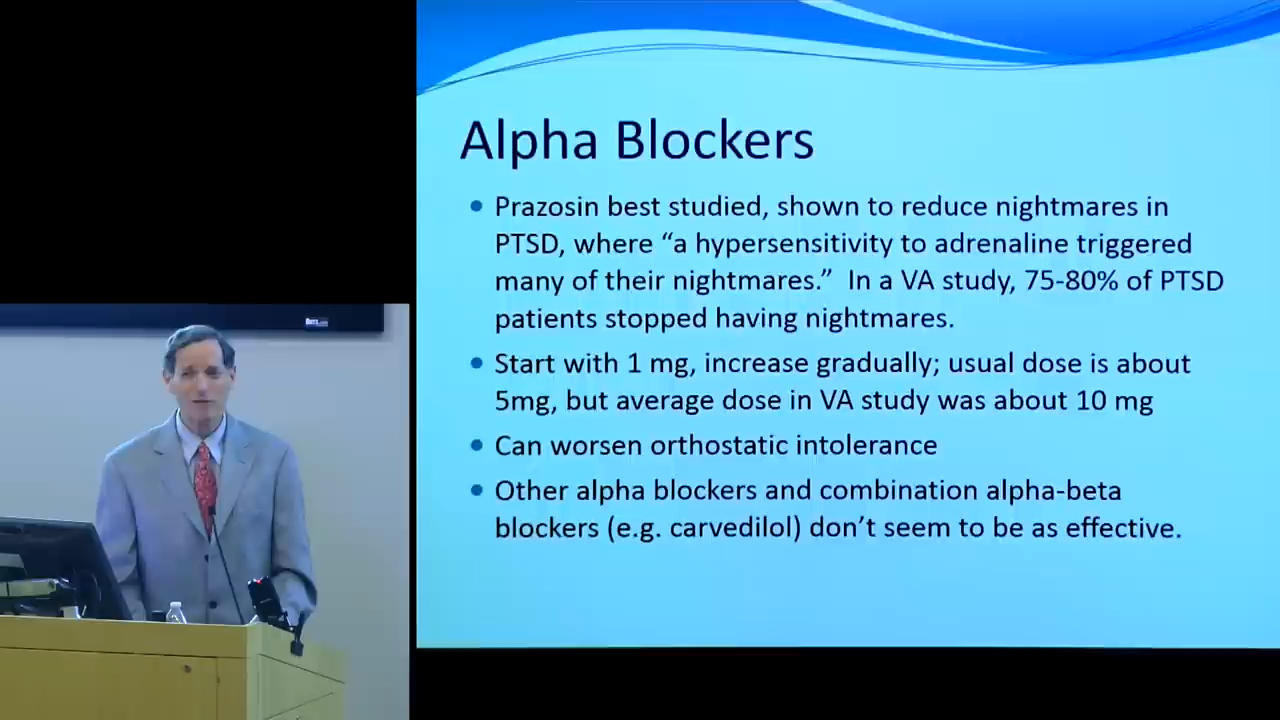 Alpha Blockers
• Prazosin best studied, shown to reduce nightmares in
PTSD, where “a hypersensitivity to adrenaline triggered
many of their nightmares.”  In a VA study, 75-80% of PTSD
patients stopped having nightmares.
• Start with 1 mg, increase gradually; usual dose is about
5mg, but average dose in VA study was about 10 mg
• Can worsen orthostatic intolerance
• Other alpha blockers and combination alpha-beta
blockers (e.g. carvedilol) don’t seem to be as effective.